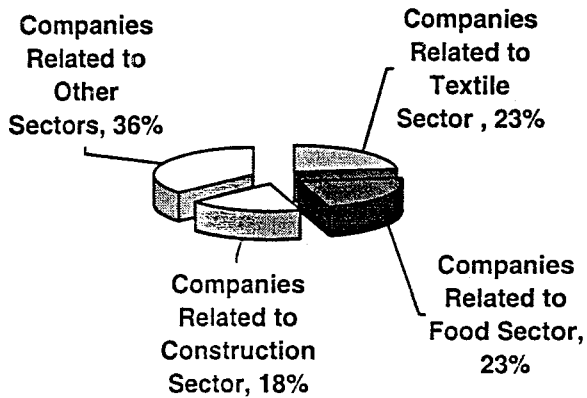 Companies
Related to
Other
Sectors, 36%
Companies
Related to
Textile
Sector , 23%
Companies
Related to
Construction
Sector, 18%
Companies
Related to
Food Sector,
23%